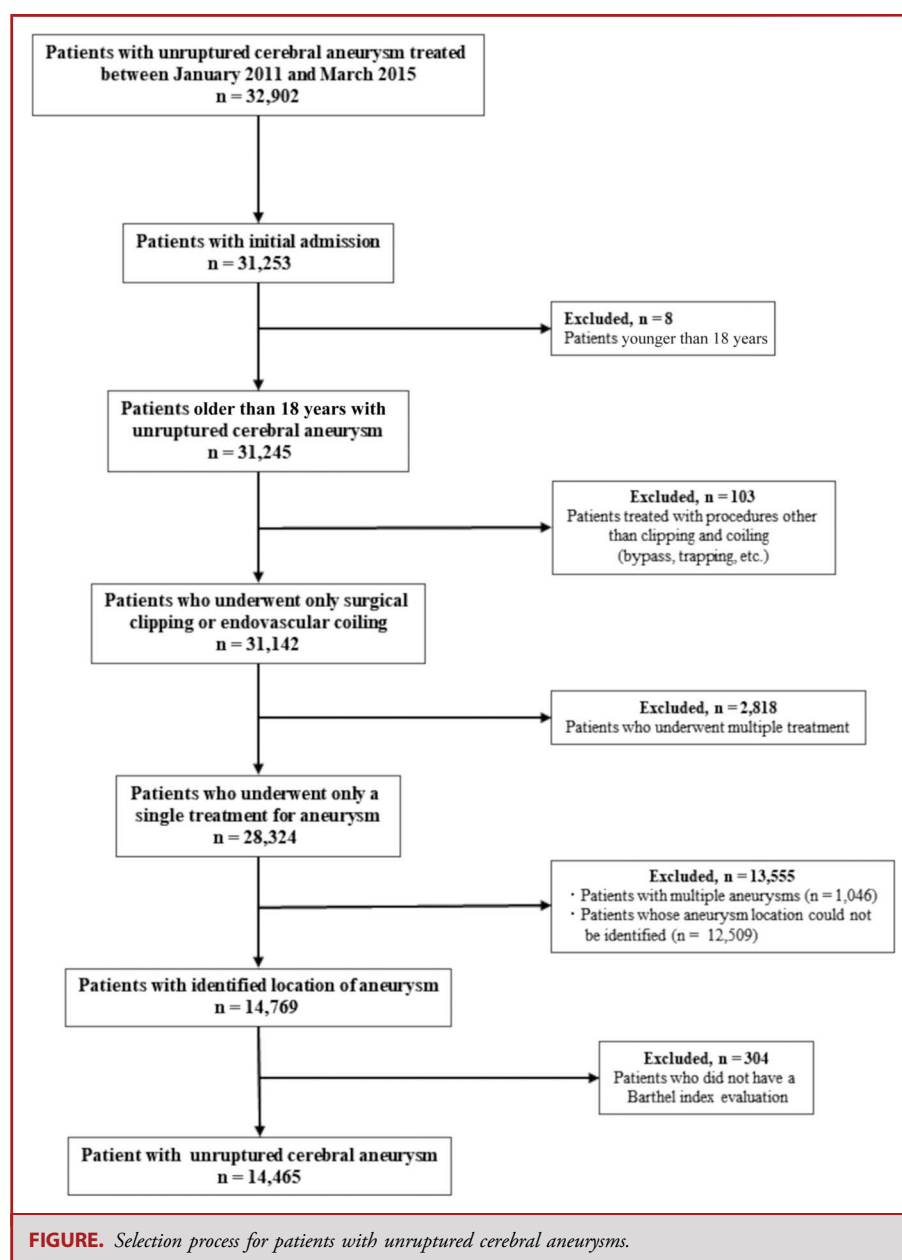 Patients with unruptured cerebral aneurysm treated
between January 2011 and March 2015
n = 32,902
Patients with initial admission
n = 31,253
Excluded, n = 8
Patients younger than 18 years
Patients older than 18 years with
unruptured cerebral aneurysm
n = 31,245
Excluded, n = 103
Patients treated with procedures other
than clipping and coiling
(bypass, trapping, etc.)
Patients who underwent only surgical
clipping or endovascular coiling
n = 31,142
Excluded, n = 2,818
Patients who underwent multiple treatment
Patients who underwent only a
single treatment for aneurysm
n = 28,324
Excluded, n = 13,555
・Patients with multiple aneurysms (n = 1,046)
・Patients whose aneurysm location could not
be identified (n = 12,509)
Patients with identified location of aneurysm
n = 14,769
Excluded, n = 304
Patients who did not have a
Barthel index evaluation
Patient with unruptured cerebral aneurysm
n = 14,465
FIGURE. Selection process for patients with unruptured cerebral aneurysms.